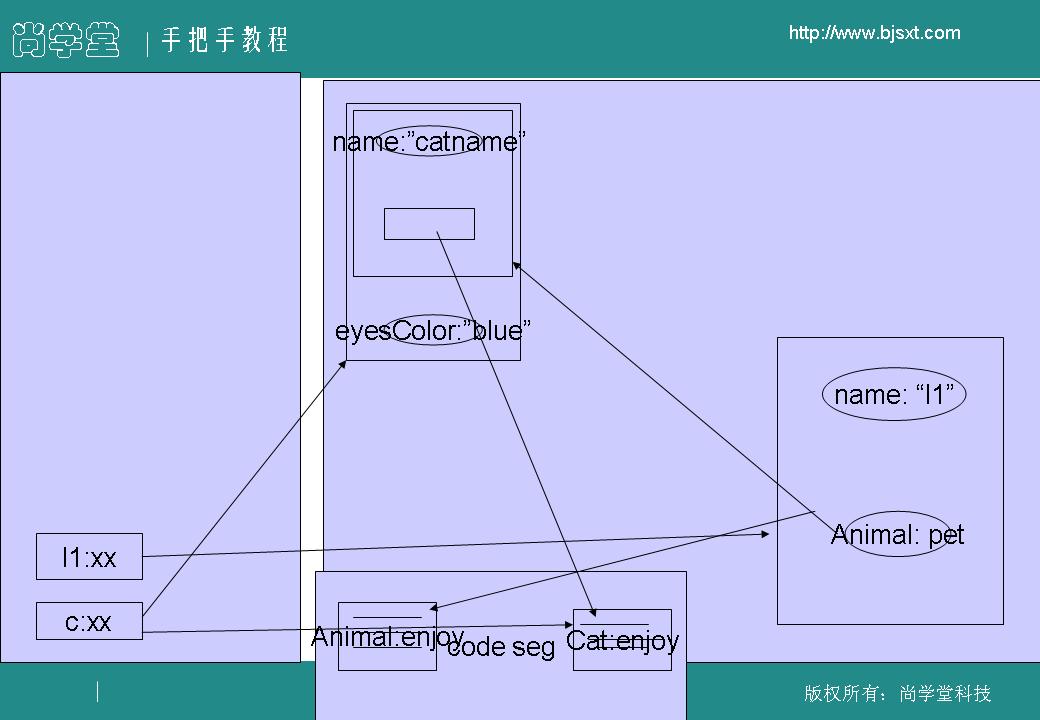 尚学堂
手把手教程
http://www.bjsxt.com
name:”catname”
eyesColor:”blue”
name: “l1”
Animal: pet
l1:xx
c:xx
Animal:enjoy
code seg
Cat:enjoy
版权所有：尚学堂科技